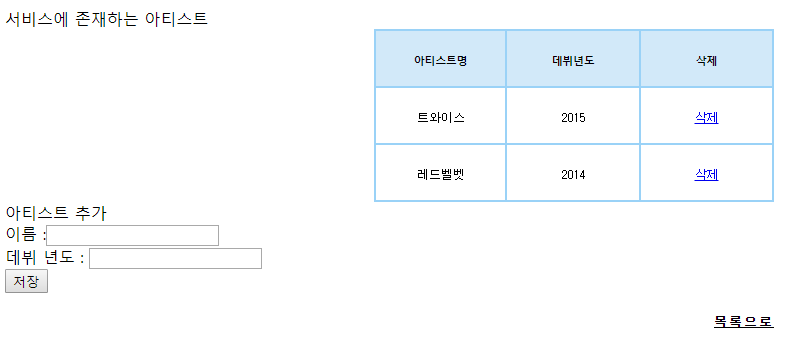 서비스에 존재하는 아티스트
아티스트명 데뷔년도 삭제
트와이스 2015 삭제
레드벨벳 2014 삭제
아티스트 추가
이름 :
데뷔 년도 :
저장
목록으로